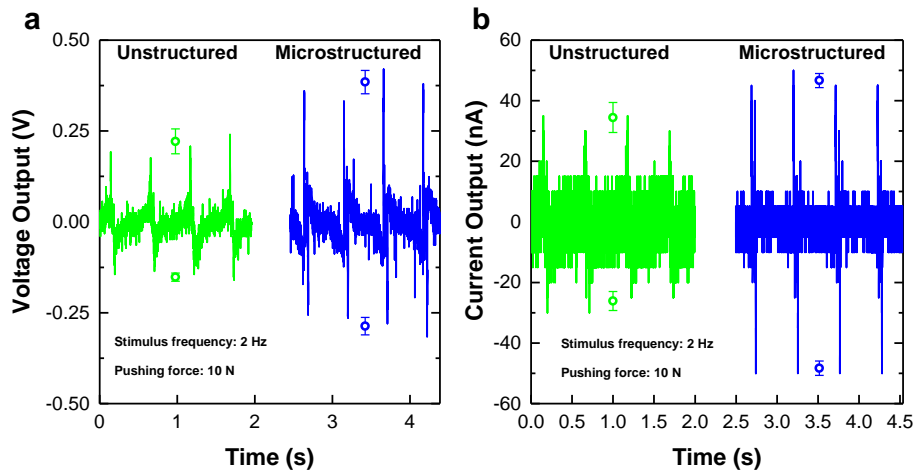 a
0.50
0.25
0.00
-0.25
-0.50
Voltage Output (V)
Unstructured
Microstructured
Stimulus frequency: 2 Hz
Pushing force: 10 N
0
1
2
3
4
Time (s)
b
60
40
20
0
-20
-40
-60
Current Output (nA)
Unstructured
Microstructured
Stimulus frequency: 2 Hz
Pushing force: 10 N
0.0 0.5 1.0 1.5 2.0 2.5 3.0 3.5 4.0 4.5
Time (s)